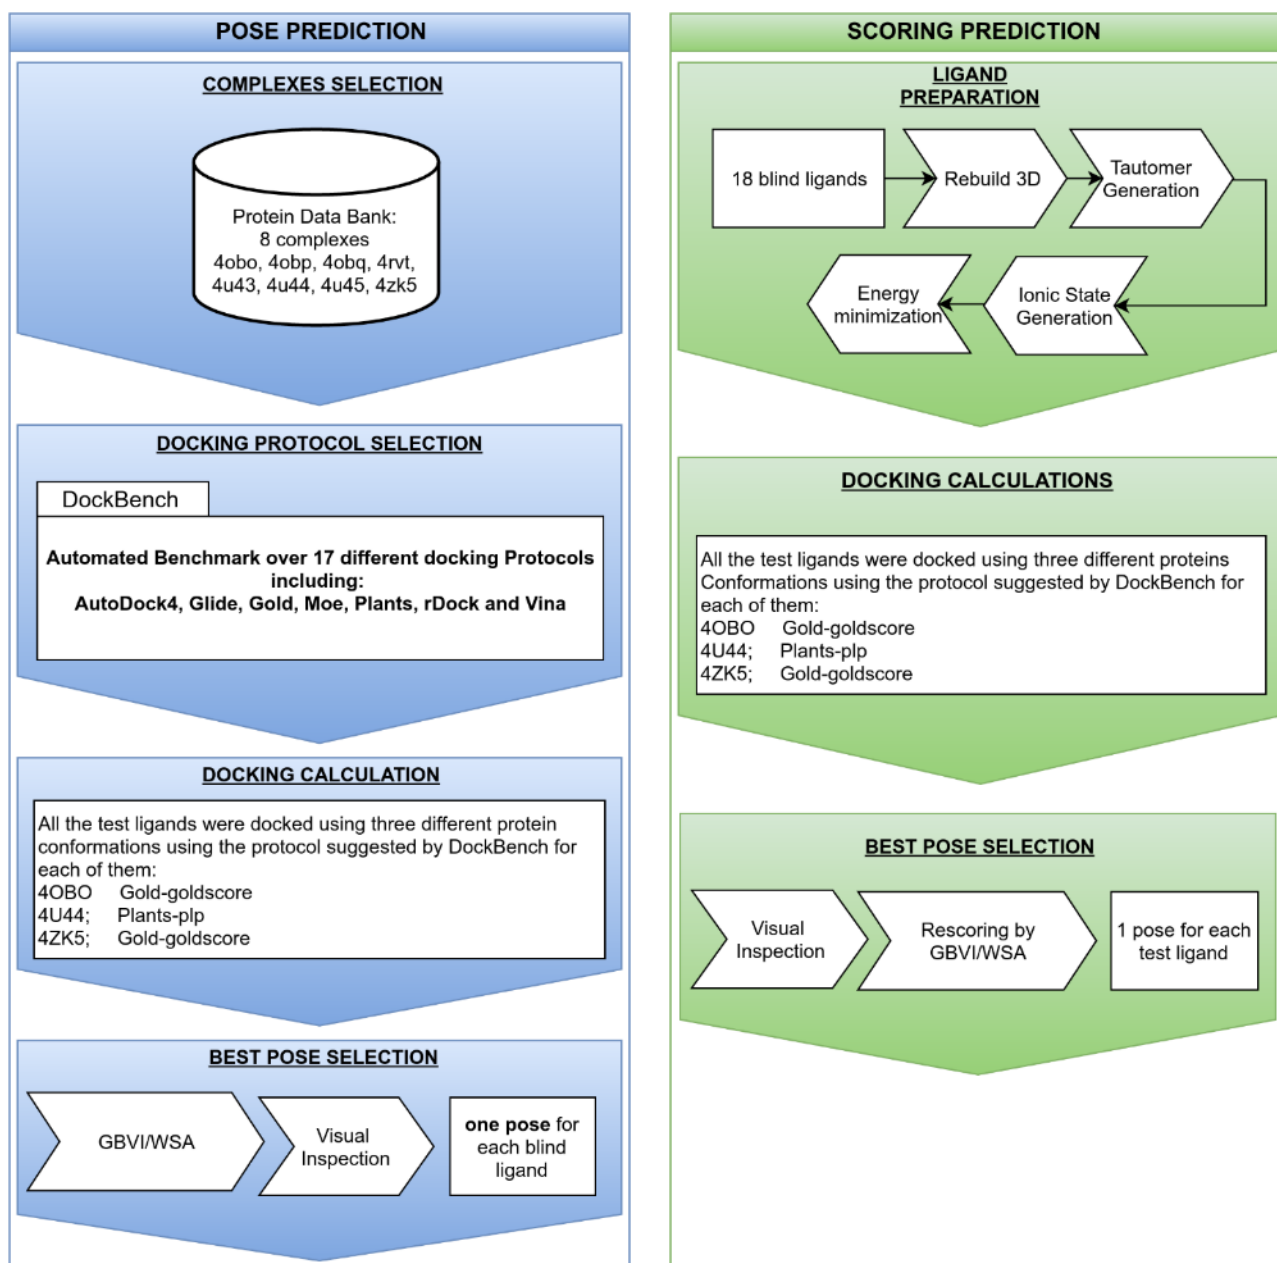 POSE PREDICTION
COMPLEXES SELECTION
Protein Data Bank:
8 complexes
4obo, 4obp, 4obq, 4rvt,
4u43, 4u44, 4u45, 4zk5
DOCKING PROTOCOL SELECTION
DockBench
Automated Benchmark over 17 different docking Protocols
including:
AutoDock4, Glide, Gold, Moe, Plants, rDock and Vina
DOCKING CALCULATION
All the test ligands were docked using three different protein
conformations using the protocol suggested by DockBench for
each of them:
4OBO Gold-goldscore
4U44; Plants-plp
4ZK5; Gold-goldscore
BEST POSE SELECTION
GBVI/WSA
Visual
Inspection
one pose for
each blind
ligand
SCORING PREDICTION
LIGAND
PREPARATION
18 blind ligands
Rebuild 3D
Tautomer
Generation
Energy
minimization
Ionic State
Generation
DOCKING CALCULATIONS
All the test ligands were docked using three different proteins
Conformations using the protocol suggested by DockBench for
each of them:
4OBO Gold-goldscore
4U44; Plants-plp
4ZK5; Gold-goldscore
BEST POSE SELECTION
Visual
Inspection
Rescoring by
GBVI/WSA
1 pose for each
test ligand